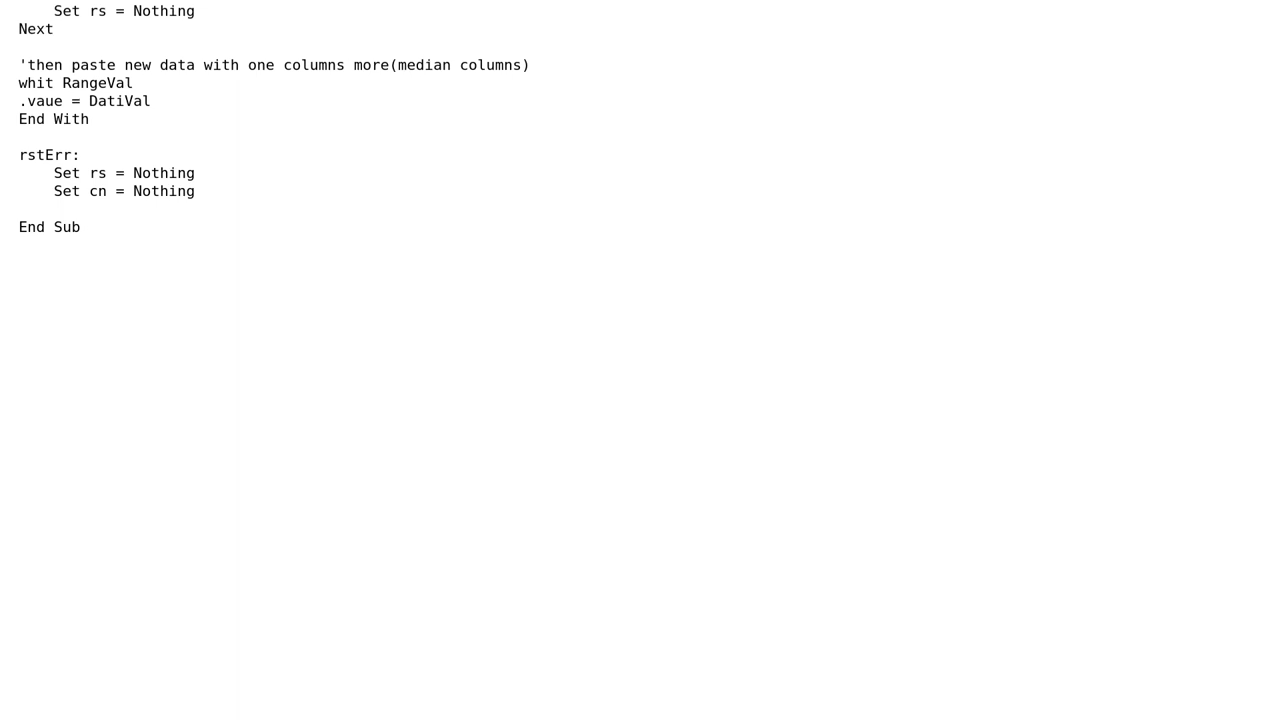 Set rs = Nothing
Next

'then paste new data with one columns more(median columns)
whit RangeVal
.vaue = DatiVal
End With

rstErr:
    Set rs = Nothing
    Set cn = Nothing

End Sub